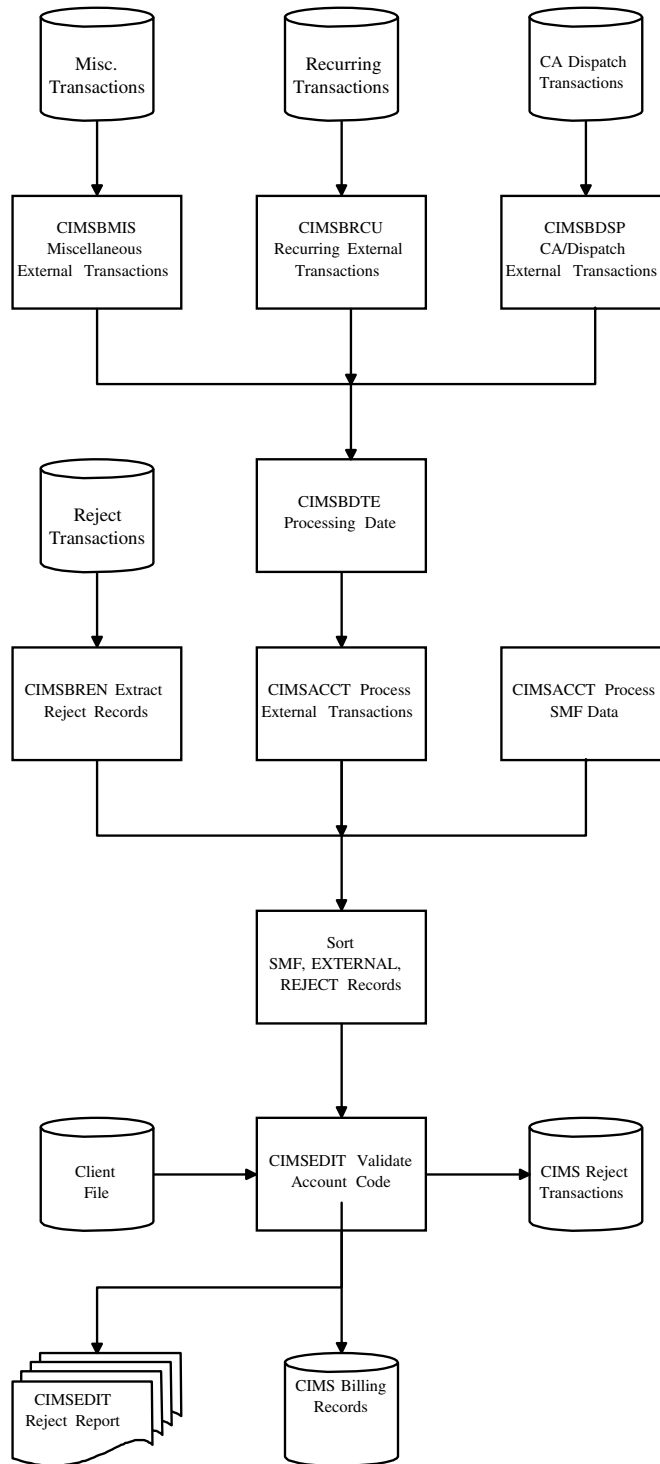 Misc.
Transactions
Recurring
Transactions
CA Dispatch
Transactions
CIMSBMIS
Miscellaneous
External Transactions
CIMSBRCU
Recurring External
Transactions
CIMSBDSP
CA/Dispatch
External Transactions
Reject
Transactions
CIMSBDTE
Processing Date
CIMSBREN Extract
Reject Records
CIMSACCT Process
External Transactions
CIMSACCT Process
SMF Data
Sort
SMF, EXTERNAL,
REJECT Records
Client
File
CIMSEDIT Validate
Account Code
CIMS Reject
Transactions
CIMSEDIT
Reject Report
CIMS Billing
Records